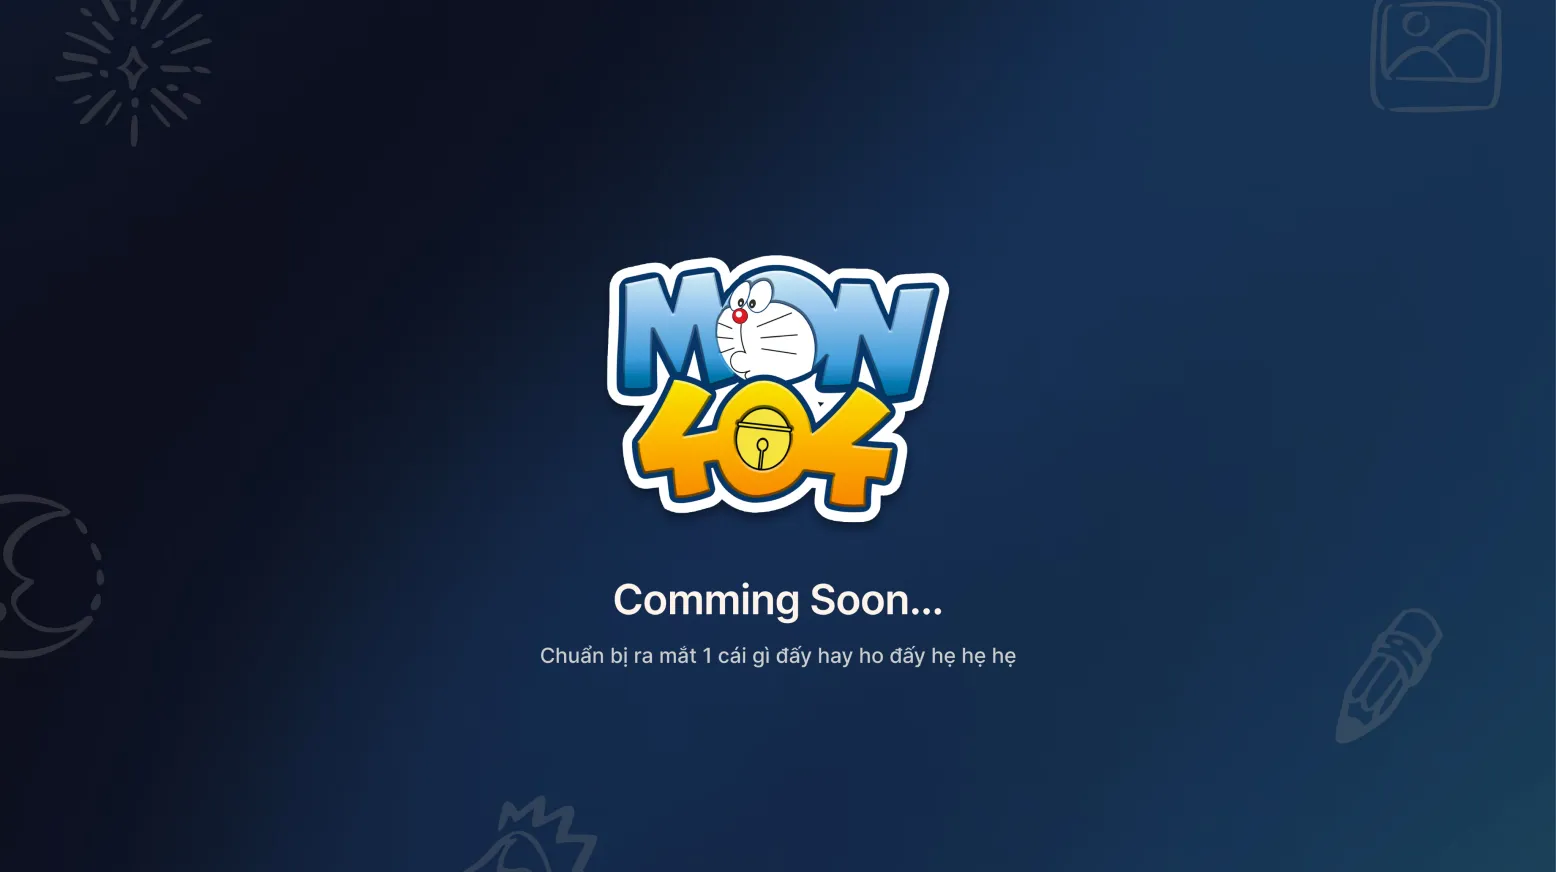 MON
404
Comming Soon...
Chuẩn bị ra mắt 1 cái gì đấy hay ho đấy hẹ hẹ hẹ